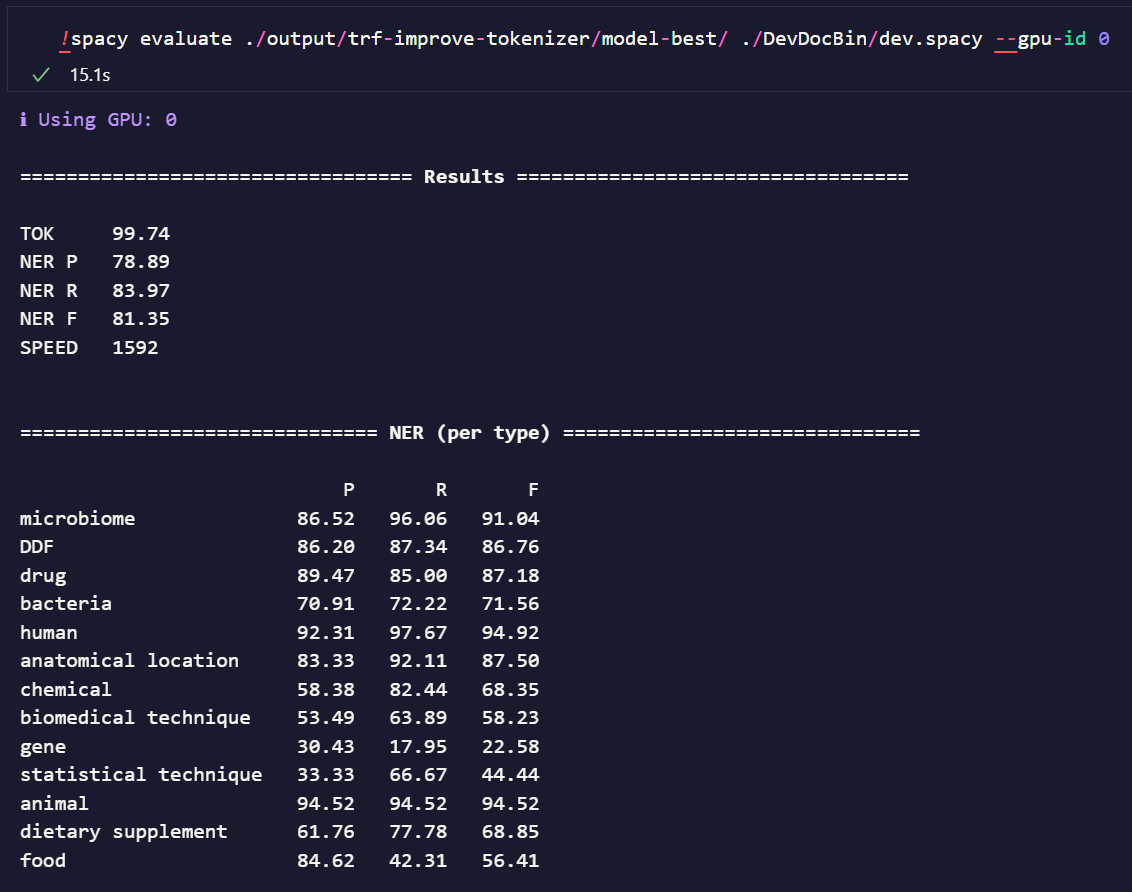 !spacy evaluate ./output/trf-improve-tokenizer/model-best/ ./DevDocBin/dev.spacy --gpu-id 0
✓ 15.1s
ℹ Using GPU: 0
================================== Results ==================================
TOK 99.74
NER P 78.89
NER R 83.97
NER F 81.35
SPEED 1592
=============================== NER (per type) ===============================
P R F
microbiome 86.52 96.06 91.04
DDF 86.20 87.34 86.76
drug 89.47 85.00 87.18
bacteria 70.91 72.22 71.56
human 92.31 97.67 94.92
anatomical location 83.33 92.11 87.50
chemical 58.38 82.44 68.35
biomedical technique 53.49 63.89 58.23
gene 30.43 17.95 22.58
statistical technique 33.33 66.67 44.44
animal 94.52 94.52 94.52
dietary supplement 61.76 77.78 68.85
food 84.62 42.31 56.41